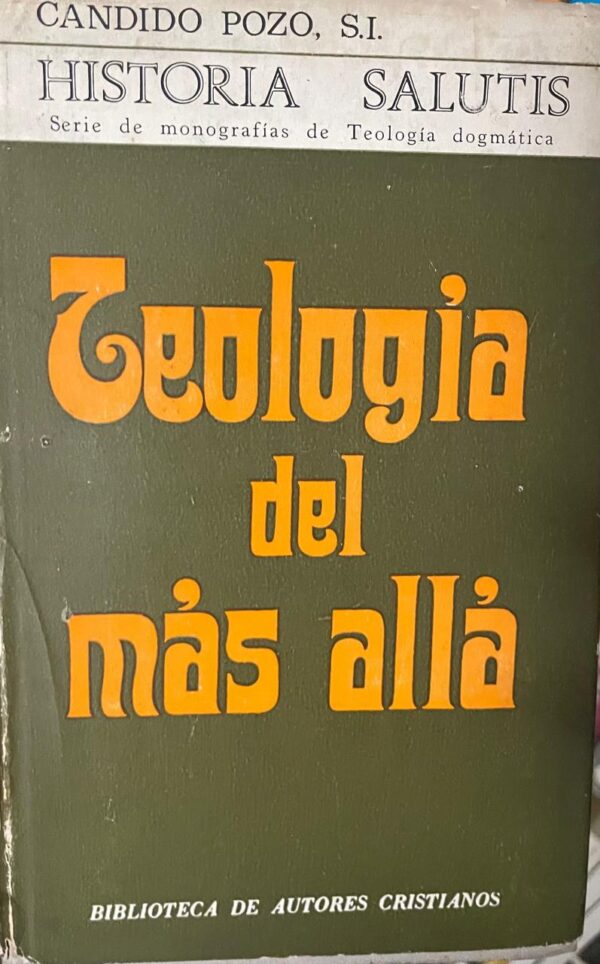 CANDIDO POZO, S.I.
HISTORIA SALUTIS
Serie de monografías de Teología dogmática
Teología
del
más allá
BIBLIOTECA DE AUTORES CRISTIANOS